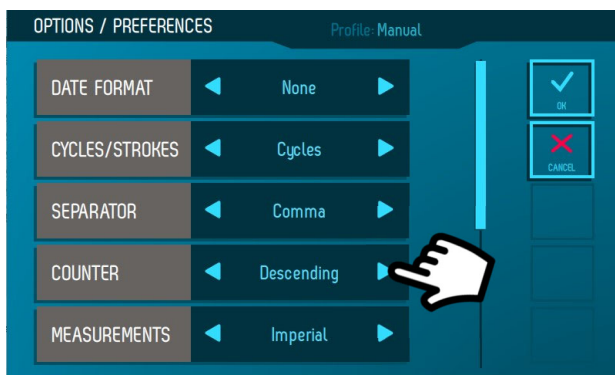 OPTIONS / PREFERENCES
Profile: Manual
DATE FORMAT
None
OK
CYCLES/STROKES
Cycles
CANCEL
SEPARATOR
Comma
COUNTER
Descending
MEASUREMENTS
Imperial